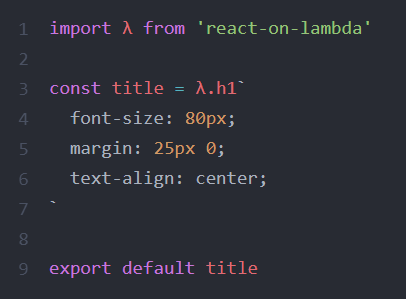 1 import λ from 'react-on-lambda'
2
3 const title = λ.h1`
4   font-size: 80px;
5   margin: 25px 0;
6   text-align: center;
7 `
8
9 export default title